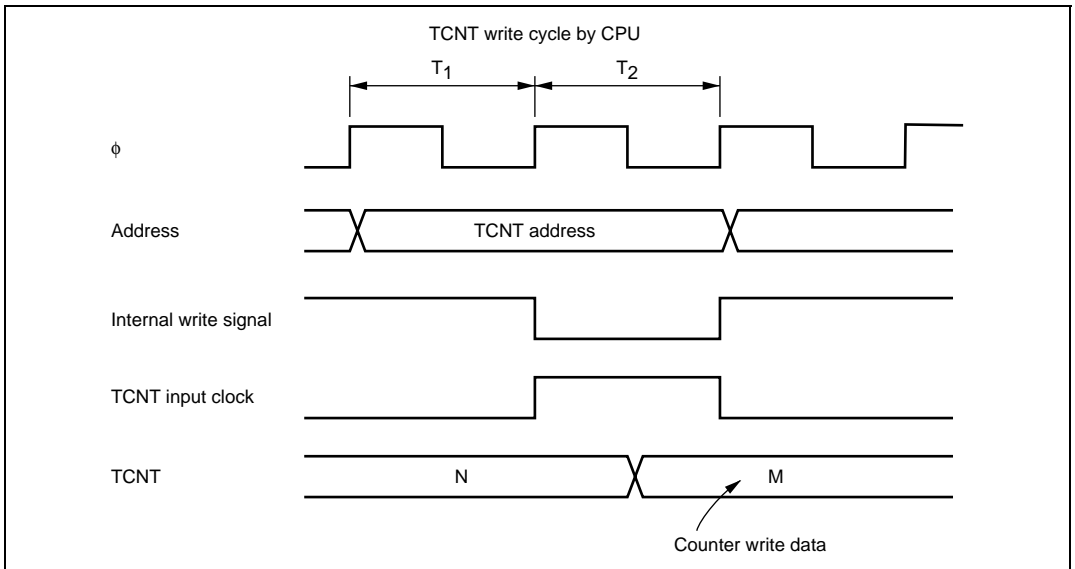 TCNT write cycle by CPU
T1 T2
ϕ
Address TCNT address
Internal write signal
TCNT input clock
TCNT N M
Counter write data